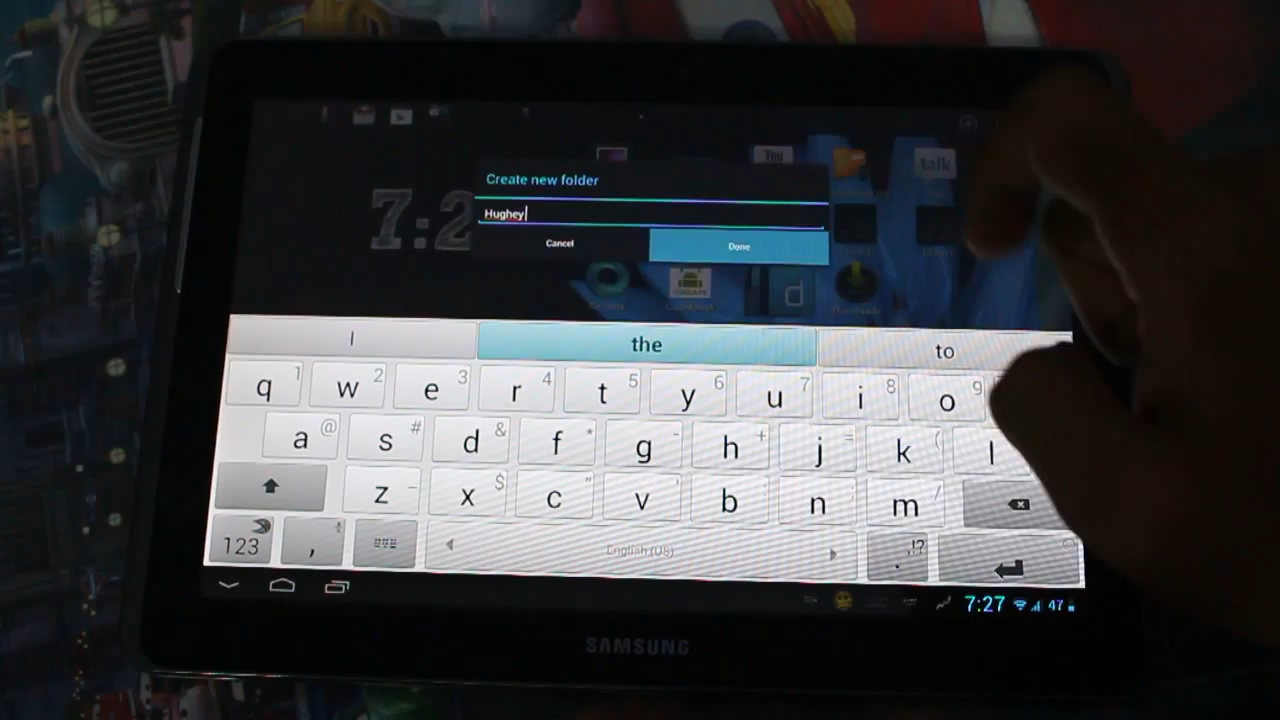 You
talk
Create new folder
7:2
Hughey
Cancel
Done
d
I
the
to
q 1 w 2 e 3 r 4 t 5 y 6 u 7 i 8 o 9
a @ s # d & f * g - h + j = k ( l
z – x $ c " v ' b : n ; m /
123 , English (US) . ,!?
7:27 47
SAMSUNG